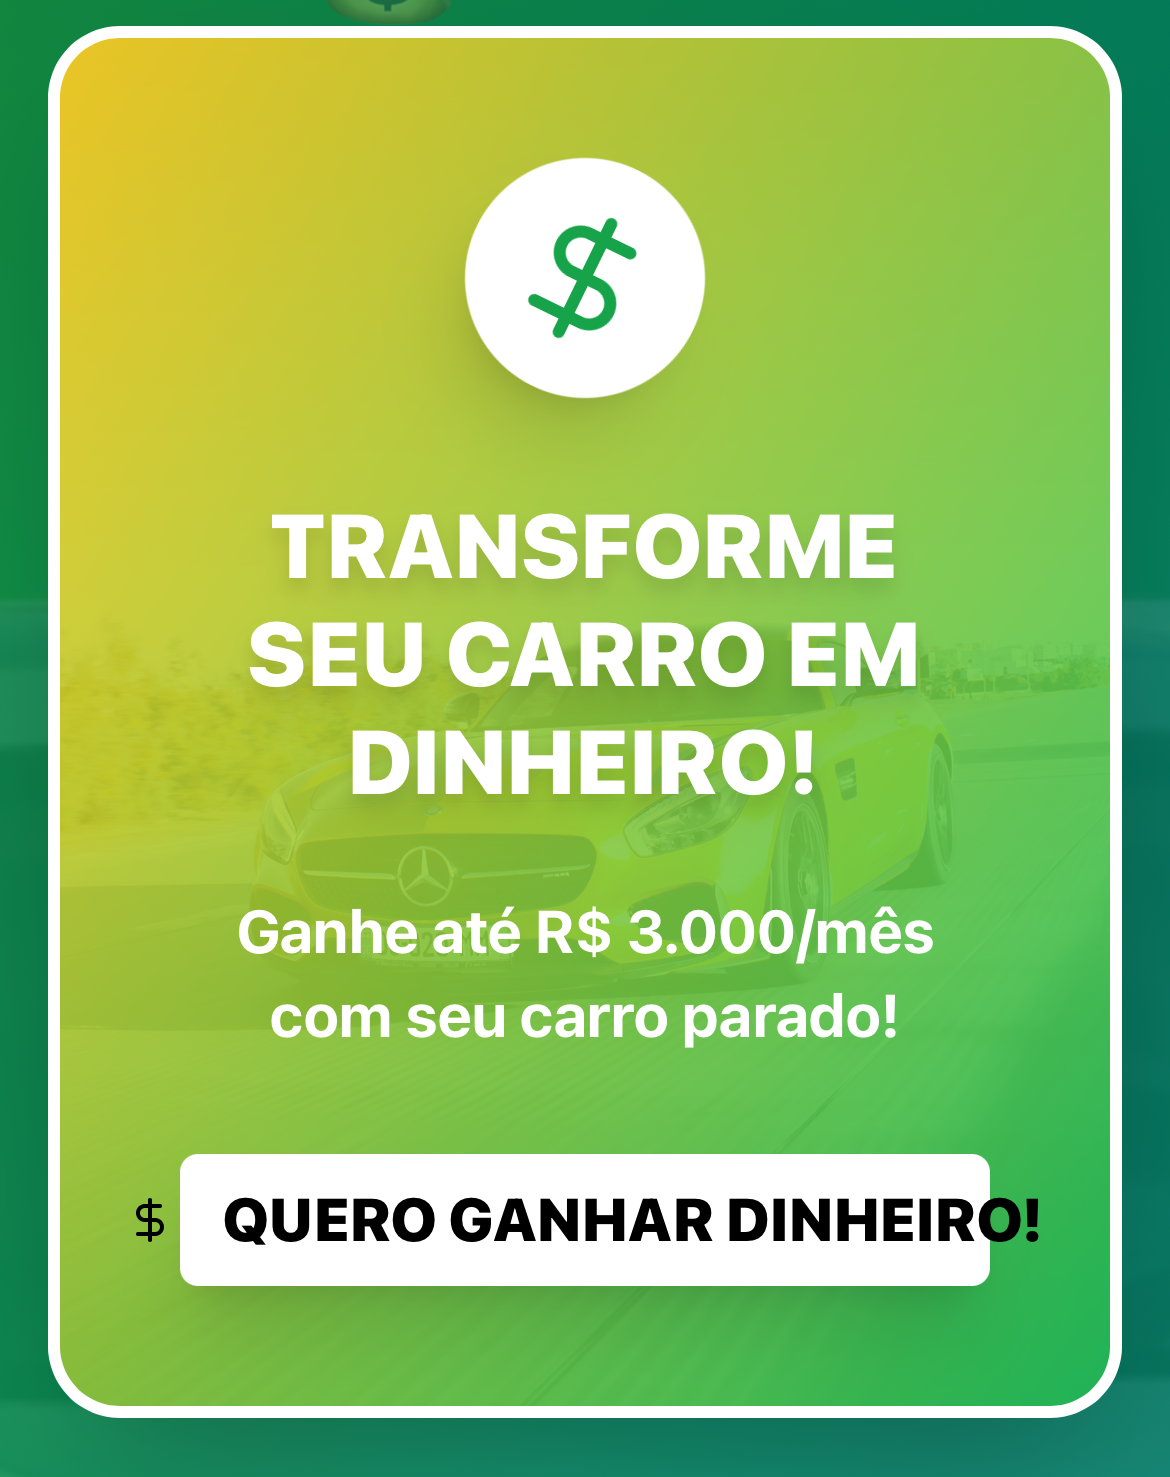 TRANSFORME
SEU CARRO EM
DINHEIRO!
Ganhe até R$ 3.000/mês
com seu carro parado!
$ QUERO GANHAR DINHEIRO!